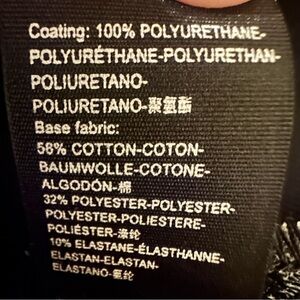 Coating: 100% POLYURETHANE-
POLYURÉTHANE-POLYURETHAN-
POLIURETANO-
POLIURETANO-聚氨酯
Base fabric:
58% COTTON-COTON-
BAUMWOLLE-COTONE-
ALGODÓN-棉
32% POLYESTER-POLYESTER-
POLYESTER-POLIESTERE-
POLIÉSTER-涤纶
10% ELASTANE-ÉLASTHANNE-
ELASTAN-ELASTAN-
ELASTANO-氨纶